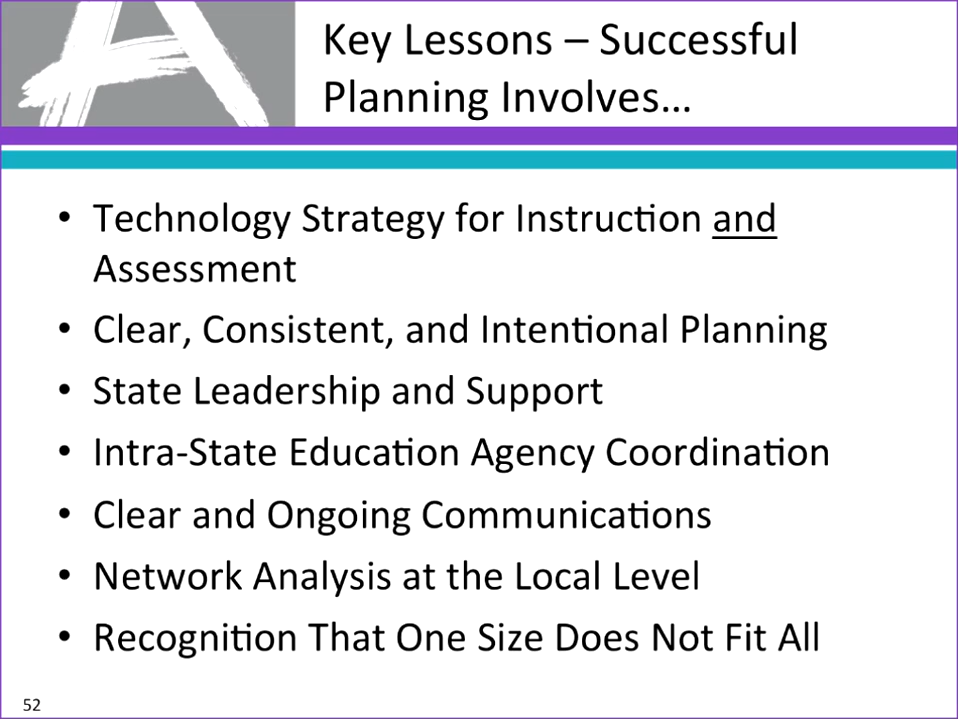 Key Lessons – Successful
Planning Involves…
• Technology Strategy for Instruction and
Assessment
• Clear, Consistent, and Intentional Planning
• State Leadership and Support
• Intra-State Education Agency Coordination
• Clear and Ongoing Communications
• Network Analysis at the Local Level
• Recognition That One Size Does Not Fit All
52